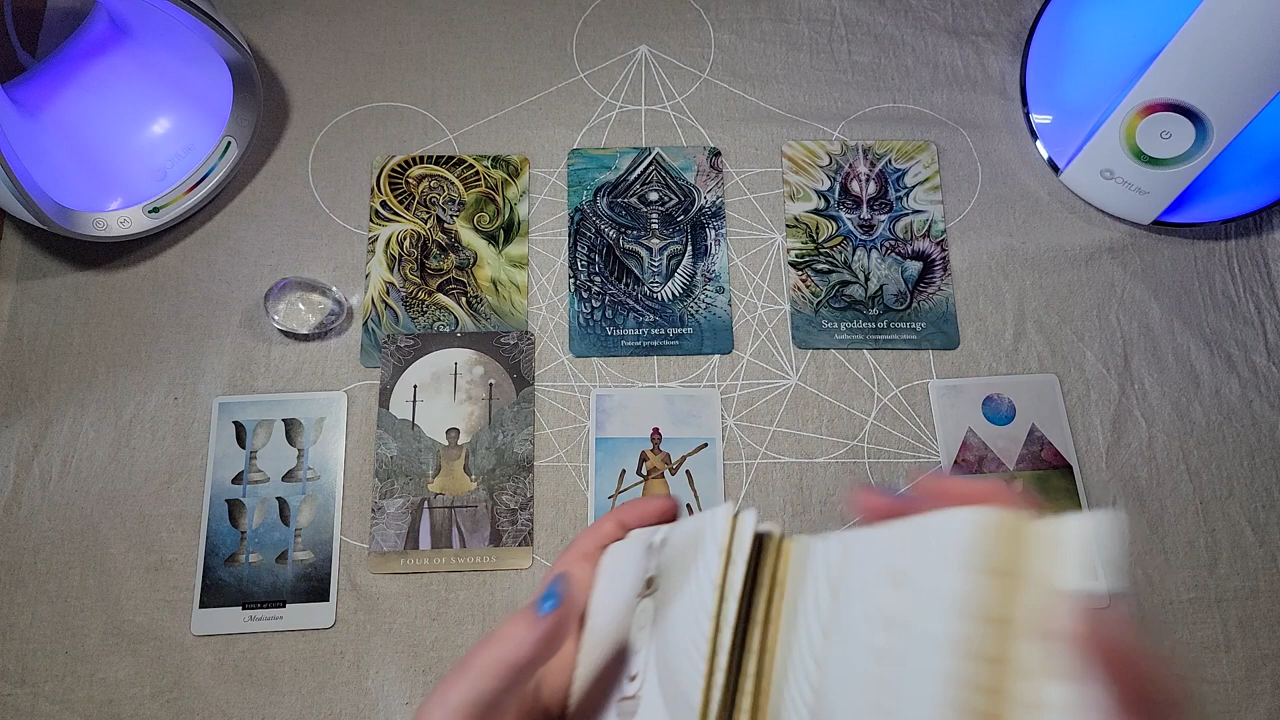 OttLite
OttLite
24
· 22 ·
Visionary sea queen
Potent projections
· 26 ·
Sea goddess of courage
Authentic communication
FOUR OF SWORDS
FOUR of CUPS
Meditation
M